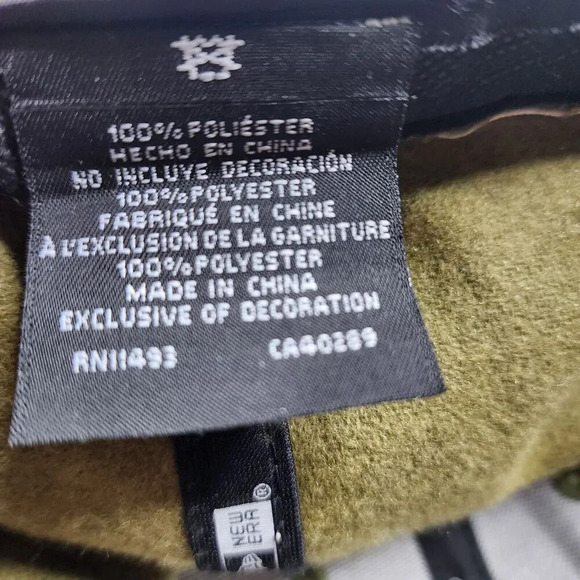 100% POLIÉSTER
HECHO EN CHINA
NO INCLUYE DECORACIÓN
100% POLYESTER
FABRIQUÉ EN CHINE
À L'EXCLUSION DE LA GARNITURE
100% POLYESTER
MADE IN CHINA
EXCLUSIVE OF DECORATION
RN11493 CA40289
NEW ERA®